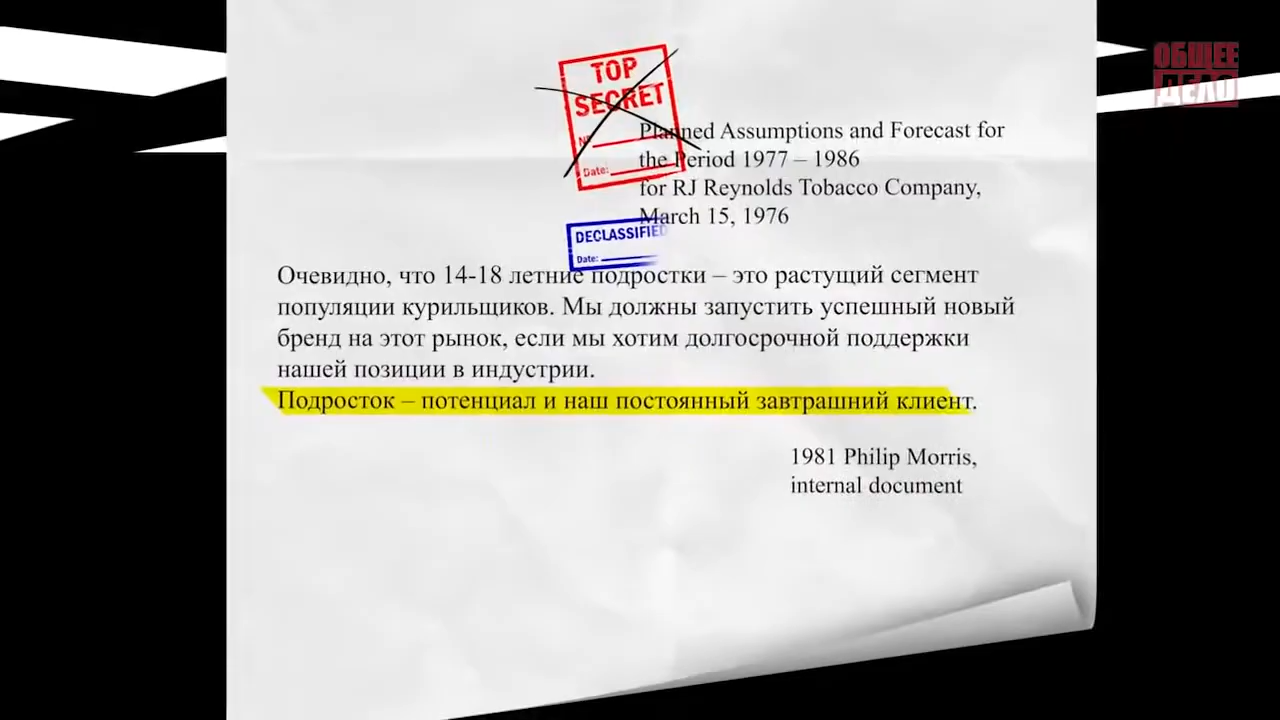 ОБЩЕЕ
ДЕЛО
TOP
SECRET
Date:
Planned Assumptions and Forecast for
the Period 1977 – 1986
for RJ Reynolds Tobacco Company,
March 15, 1976
DECLASSIFIED
Date:
Очевидно, что 14-18 летние подростки – это растущий сегмент
популяции курильщиков. Мы должны запустить успешный новый
бренд на этот рынок, если мы хотим долгосрочной поддержки
нашей позиции в индустрии.
Подросток – потенциал и наш постоянный завтрашний клиент.
1981 Philip Morris,
internal document